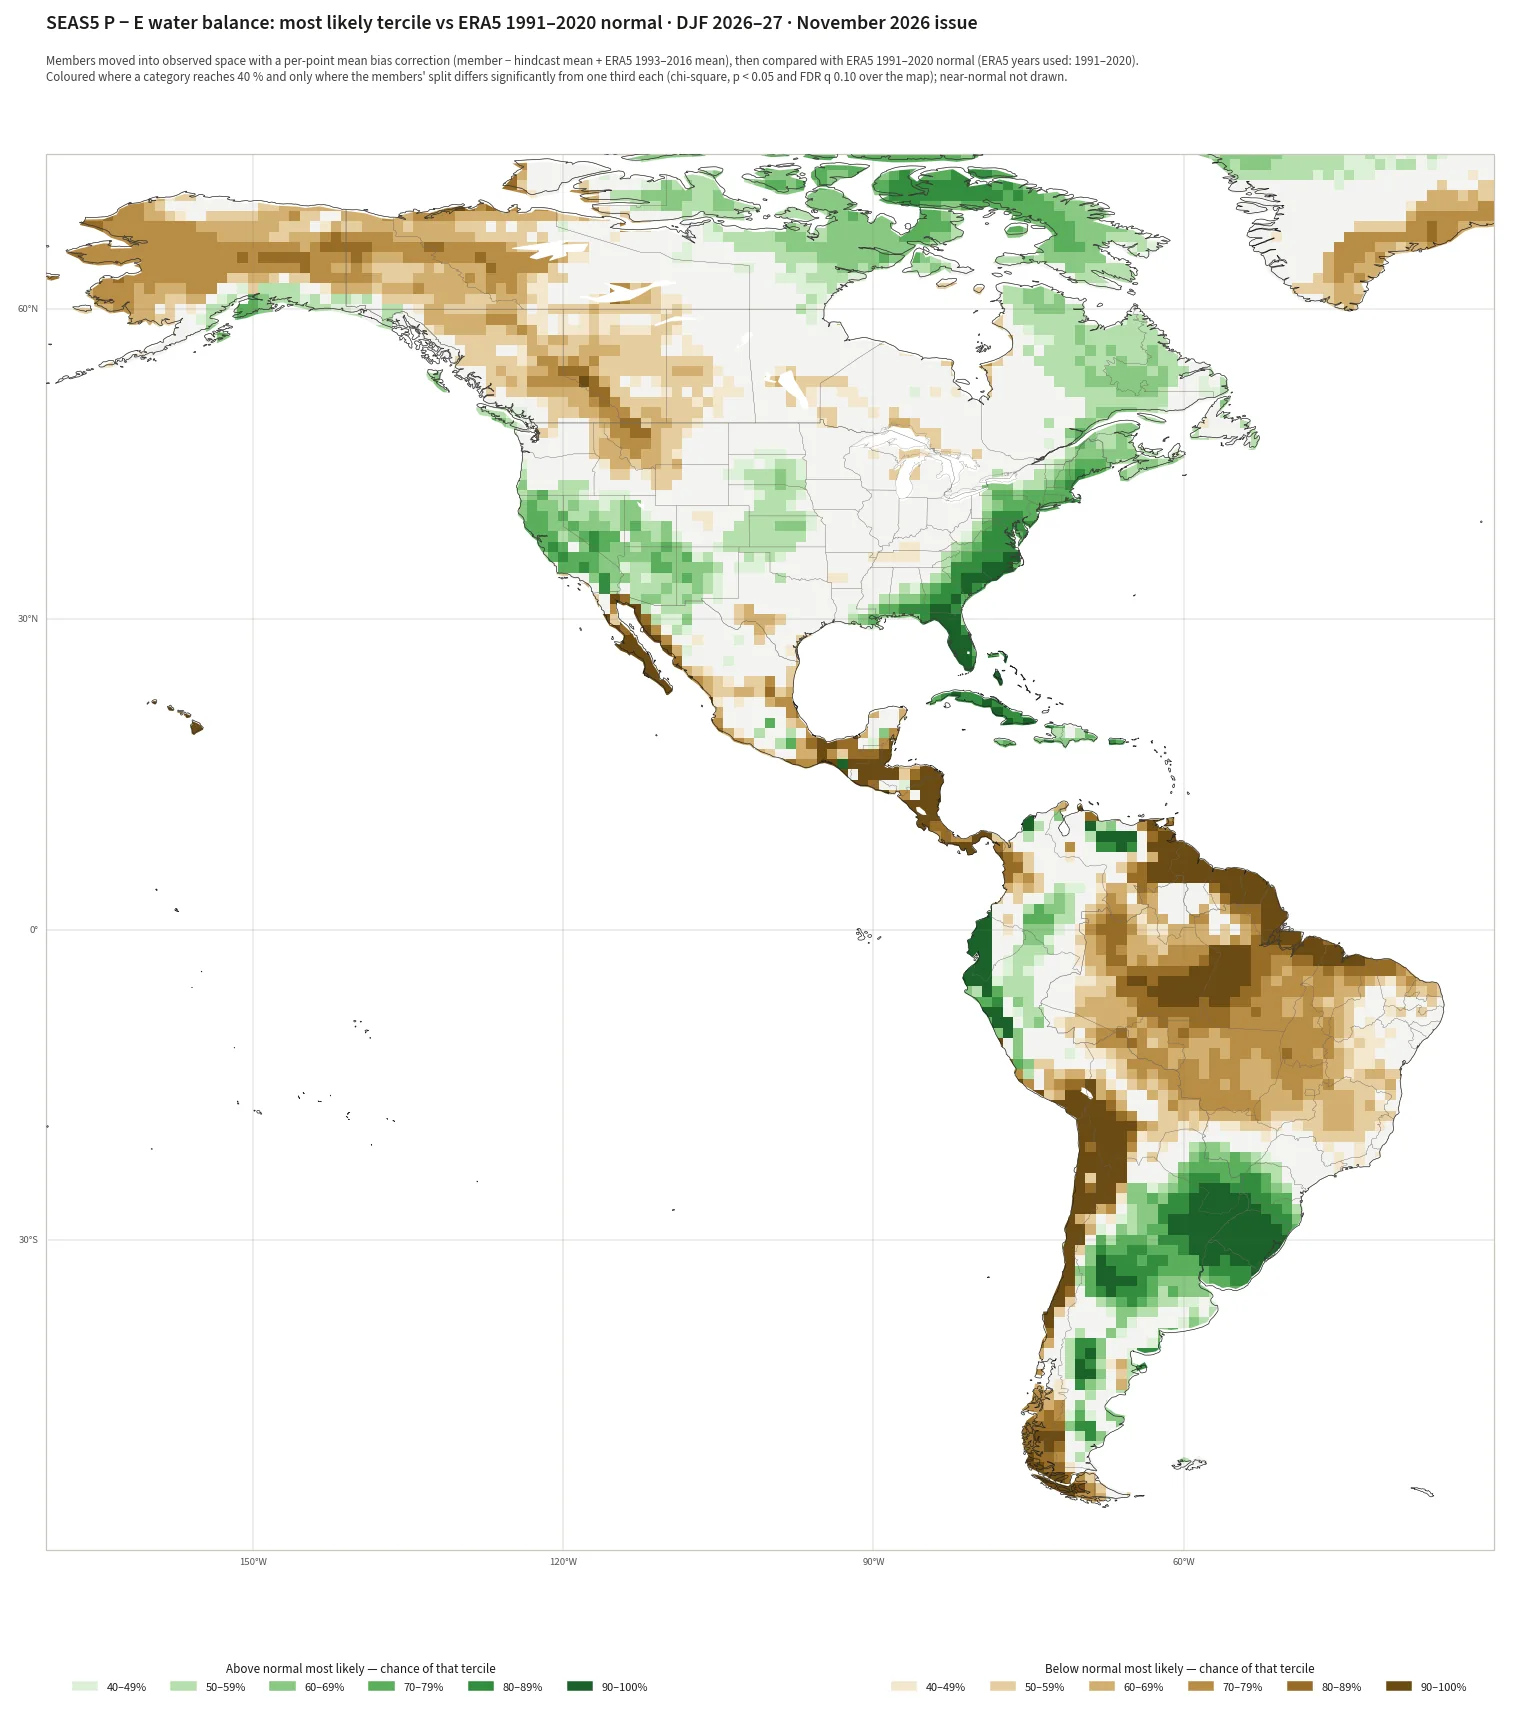 SEAS5 P − E water balance: most likely tercile vs ERA5 1991–2020 normal · DJF 2026–27 · November 2026 issue
Members moved into observed space with a per-point mean bias correction (member − hindcast mean + ERA5 1993–2016 mean), then compared with ERA5 1991–2020 normal (ERA5 years used: 1991–2020).
Coloured where a category reaches 40 % and only where the members' split differs significantly from one third each (chi-square, p < 0.05 and FDR q 0.10 over the map); near-normal not drawn.
60°N
30°N
0°
30°S
150°W 120°W 90°W 60°W
Above normal most likely — chance of that tercile
40–49% 50–59% 60–69% 70–79% 80–89% 90–100%
Below normal most likely — chance of that tercile
40–49% 50–59% 60–69% 70–79% 80–89% 90–100%